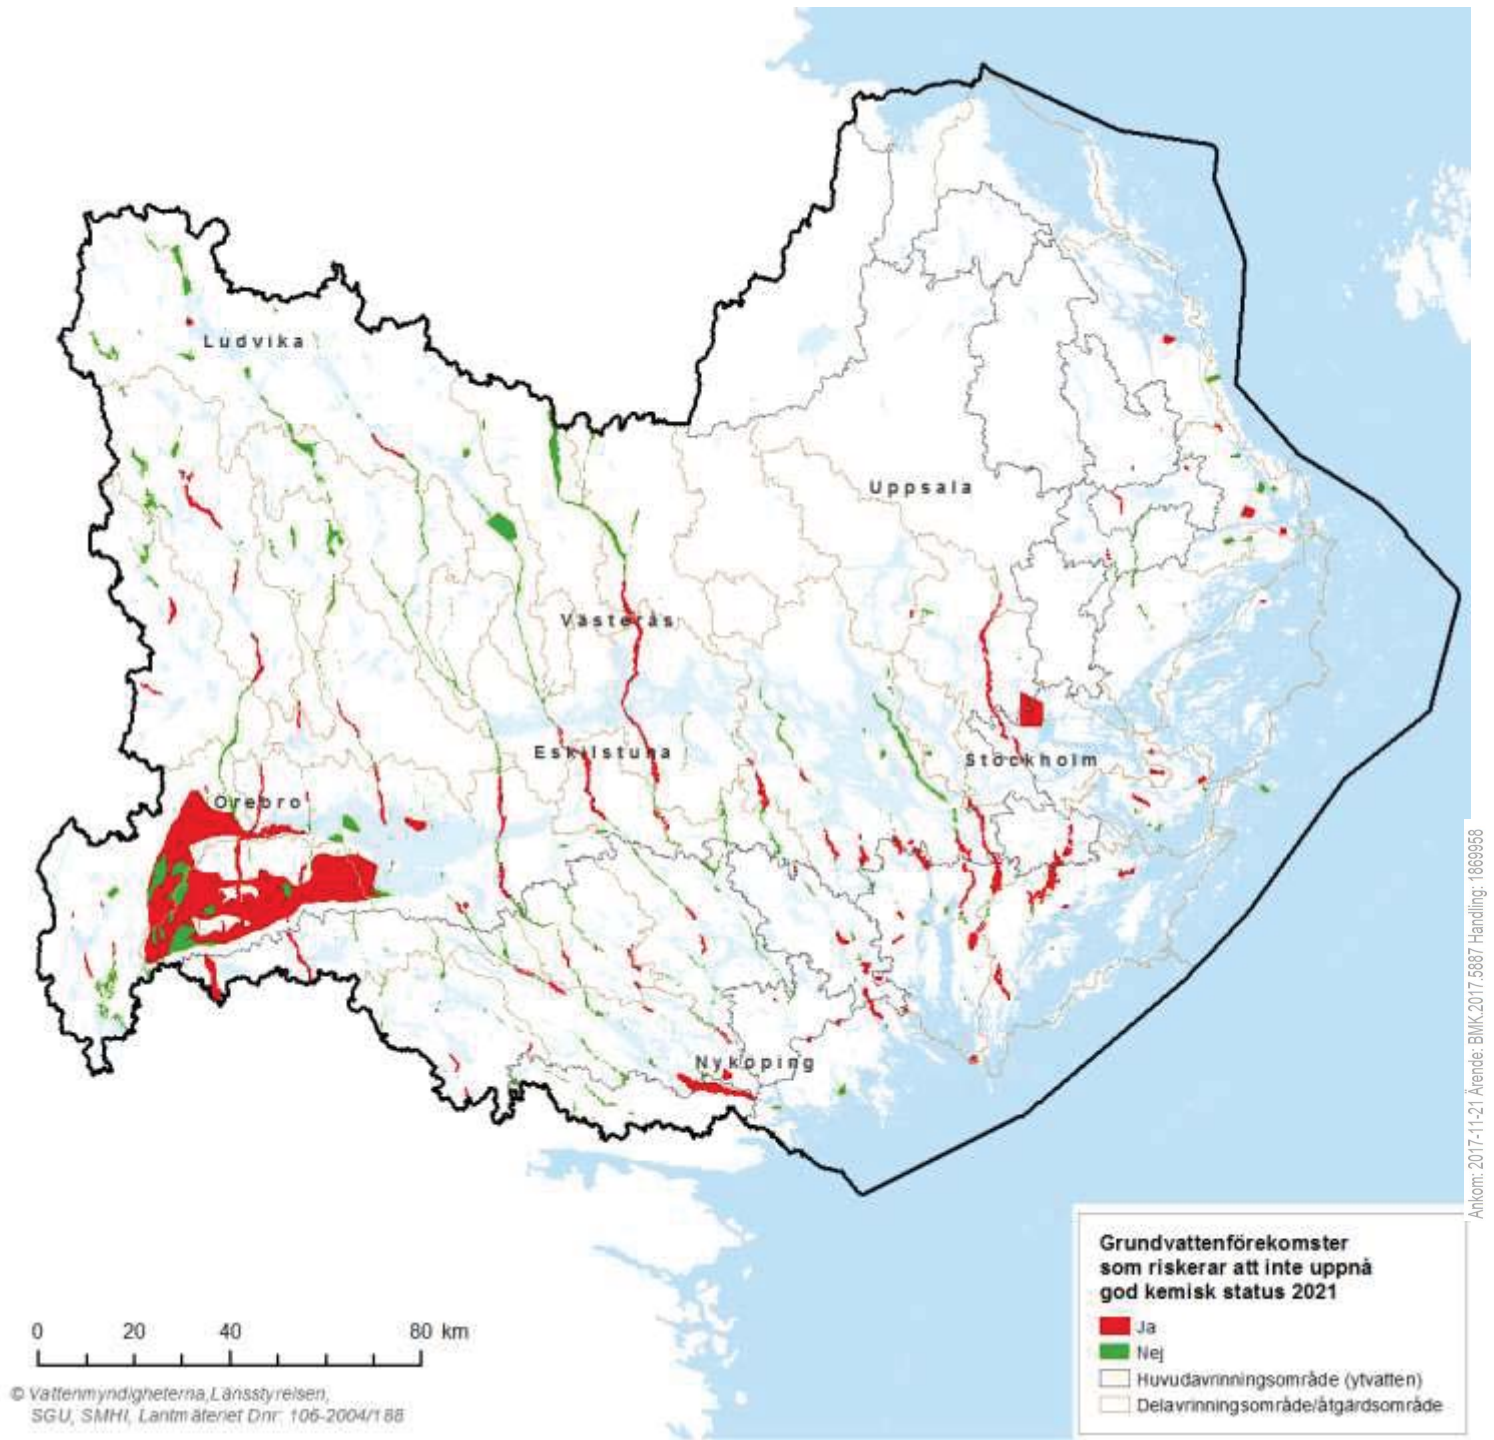 Ludvika
Uppsala
Västerås
Eskilstuna
Stockholm
Örebro
Nyköping
Ankom: 2017-11-21 Ärende: BMK.2017.5887 Handling: 1869958
Grundvattenförekomster
som riskerar att inte uppnå
god kemisk status 2021
Ja
Nej
Huvudavrinningsområde (ytvatten)
Delavrinningsområde/åtgärdsområde
0 20 40 80 km
© Vattenmyndigheterna,Länsstyrelsen,
SGU, SMHI, Lantmäteriet Dnr: 106-2004/188